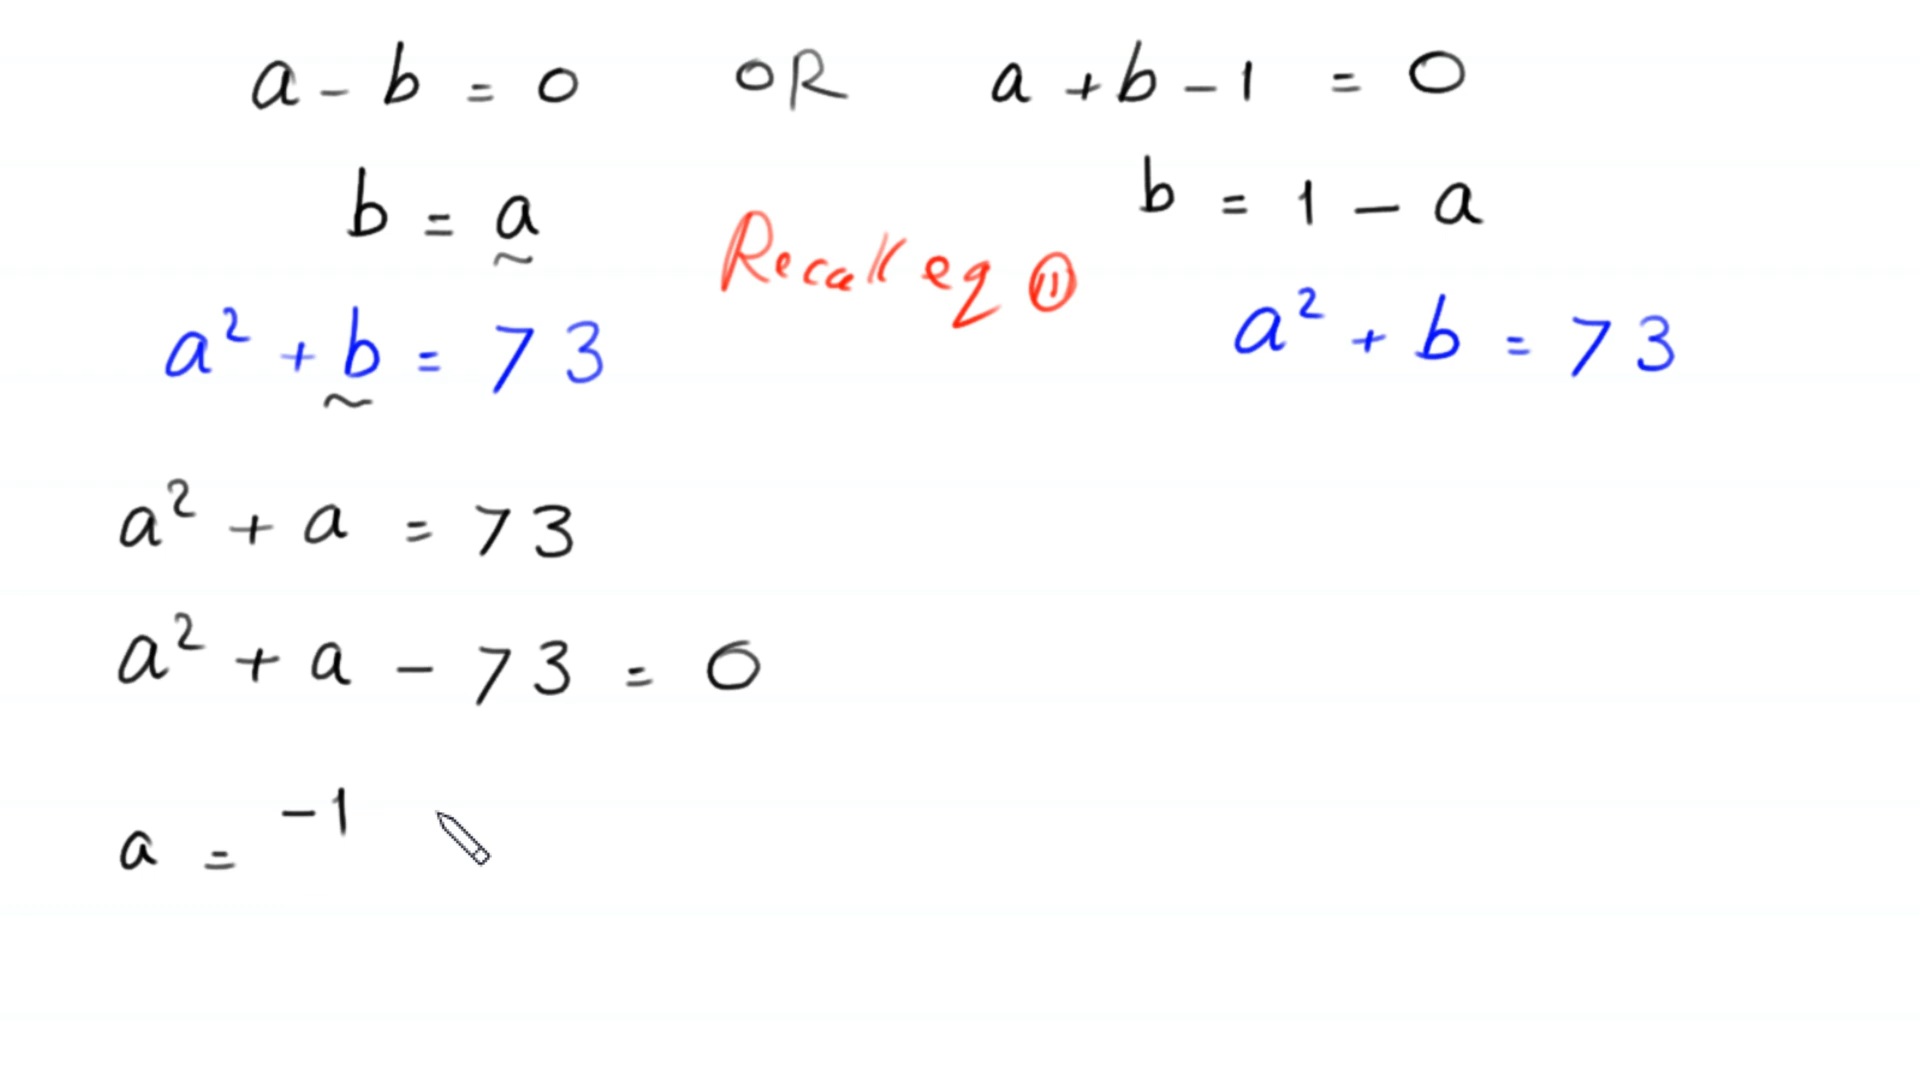 a - b = 0 OR a + b - 1 = 0
b = a b = 1 - a
Recall eq (11)
a² + b = 73 a² + b = 73
a² + a = 73
a² + a - 73 = 0
a = -1